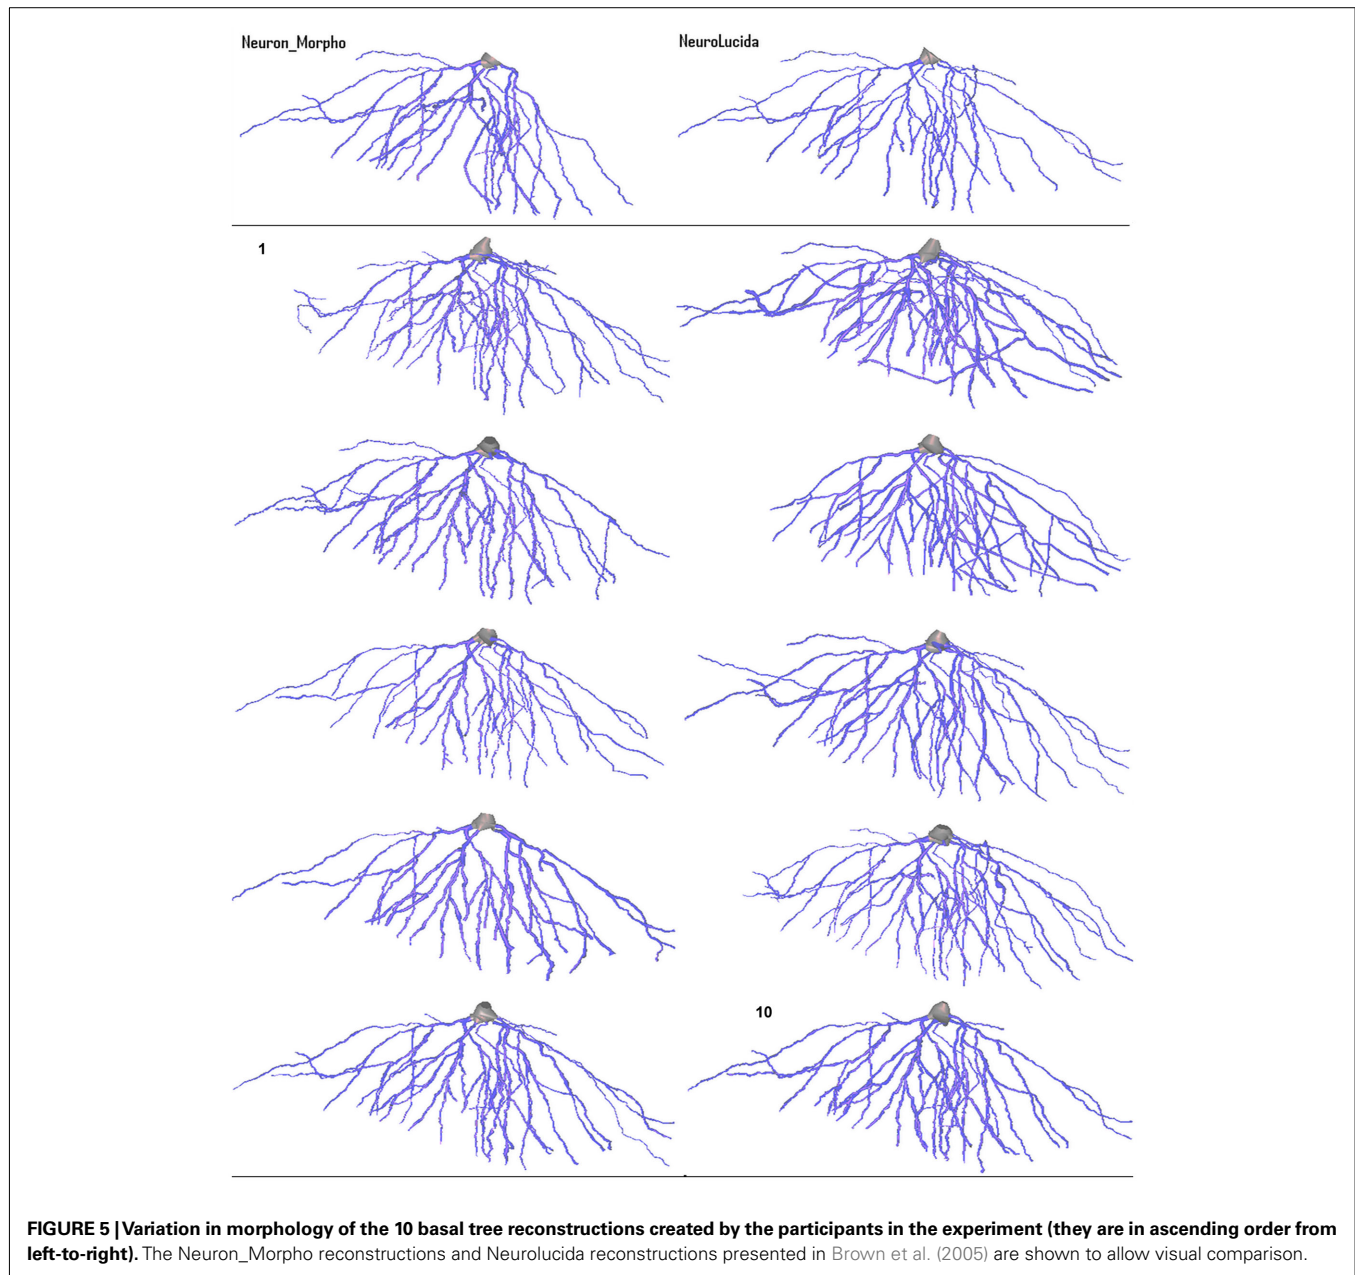 Neuron_Morpho
NeuroLucida
1
10
FIGURE 5 | Variation in morphology of the 10 basal tree reconstructions created by the participants in the experiment (they are in ascending order from
left-to-right). The Neuron_Morpho reconstructions and Neurolucida reconstructions presented in Brown et al. (2005) are shown to allow visual comparison.